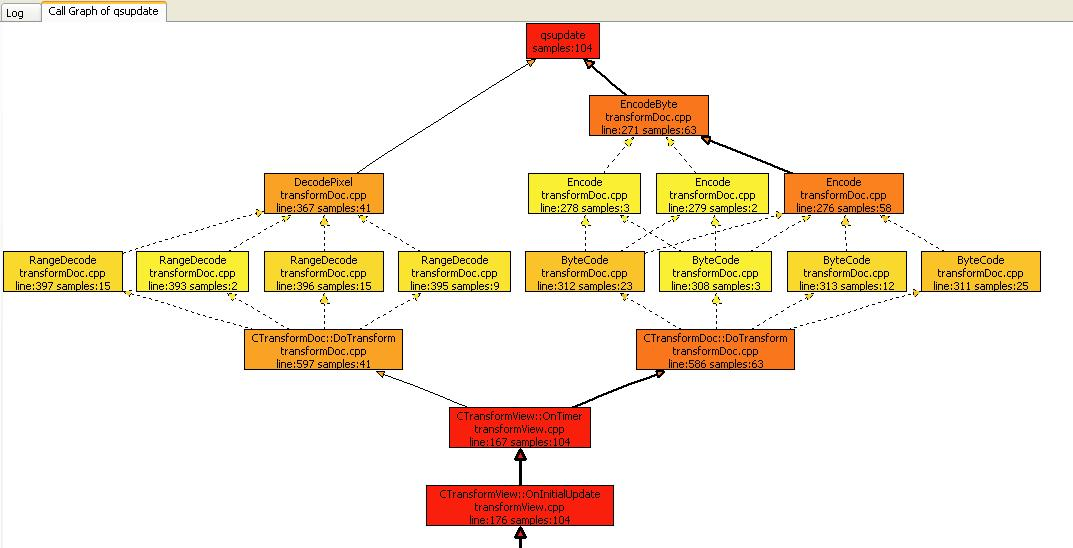 Log
Call Graph of qsupdate
qsupdate
samples:104
EncodeByte
transformDoc.cpp
line:271 samples:63
DecodePixel
transformDoc.cpp
line:367 samples:41
Encode
transformDoc.cpp
line:278 samples:3
Encode
transformDoc.cpp
line:279 samples:2
Encode
transformDoc.cpp
line:276 samples:58
RangeDecode
transformDoc.cpp
line:397 samples:15
RangeDecode
transformDoc.cpp
line:393 samples:2
RangeDecode
transformDoc.cpp
line:396 samples:15
RangeDecode
transformDoc.cpp
line:395 samples:9
ByteCode
transformDoc.cpp
line:312 samples:23
ByteCode
transformDoc.cpp
line:308 samples:3
ByteCode
transformDoc.cpp
line:313 samples:12
ByteCode
transformDoc.cpp
line:311 samples:25
CTransformDoc::DoTransform
transformDoc.cpp
line:597 samples:41
CTransformDoc::DoTransform
transformDoc.cpp
line:586 samples:63
CTransformView::OnTimer
transformView.cpp
line:167 samples:104
CTransformView::OnInitialUpdate
transformView.cpp
line:176 samples:104